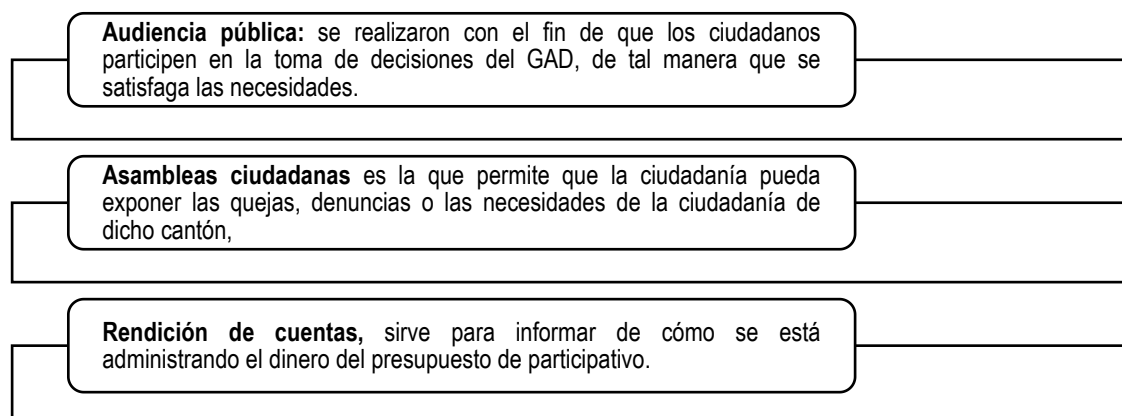 Audiencia pública: se realizaron con el fin de que los ciudadanos
participen en la toma de decisiones del GAD, de tal manera que se
satisfaga las necesidades.
Asambleas ciudadanas es la que permite que la ciudadanía pueda
exponer las quejas, denuncias o las necesidades de la ciudadanía de
dicho cantón,
Rendición de cuentas, sirve para informar de cómo se está
administrando el dinero del presupuesto de participativo.